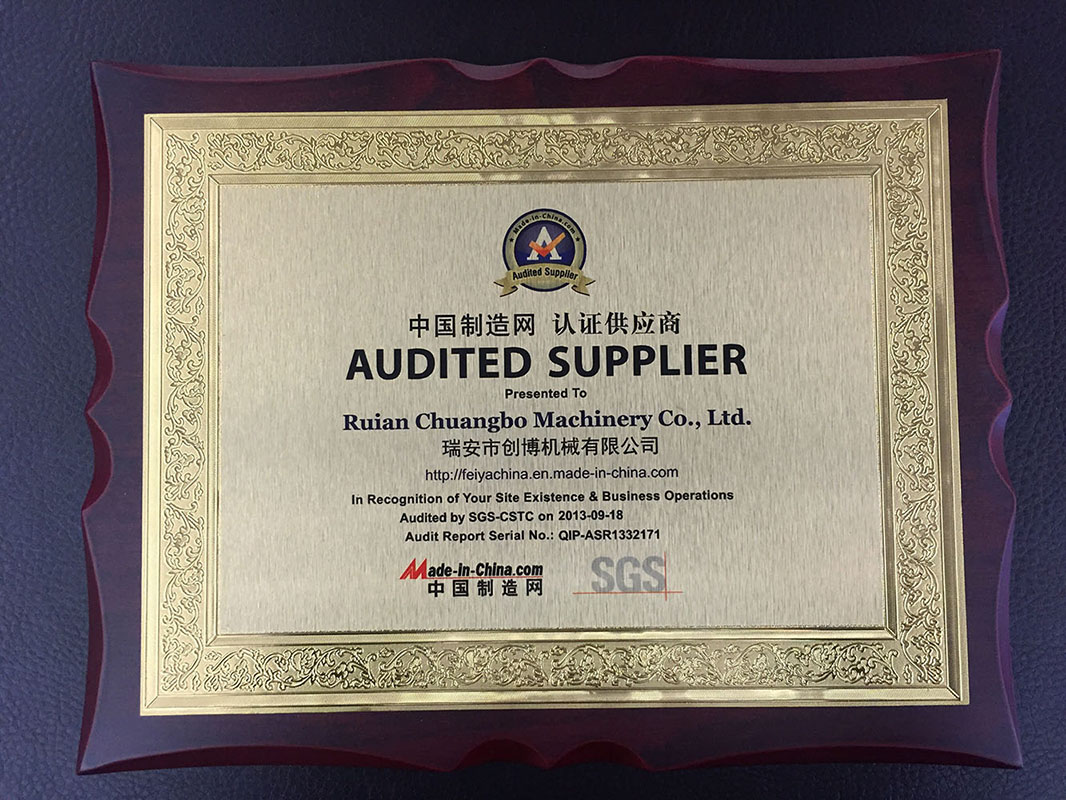 Made-in-China.com
A
Audited Supplier
中国制造网 认证供应商
AUDITED SUPPLIER
Presented To
Ruian Chuangbo Machinery Co., Ltd.
瑞安市创博机械有限公司
http://feiyachina.en.made-in-china.com
In Recognition of Your Site Existence & Business Operations
Audited by SGS-CSTC on 2013-09-18
Audit Report Serial No.: QIP-ASR1332171
Made-in-China.com
中国制造网
SGS